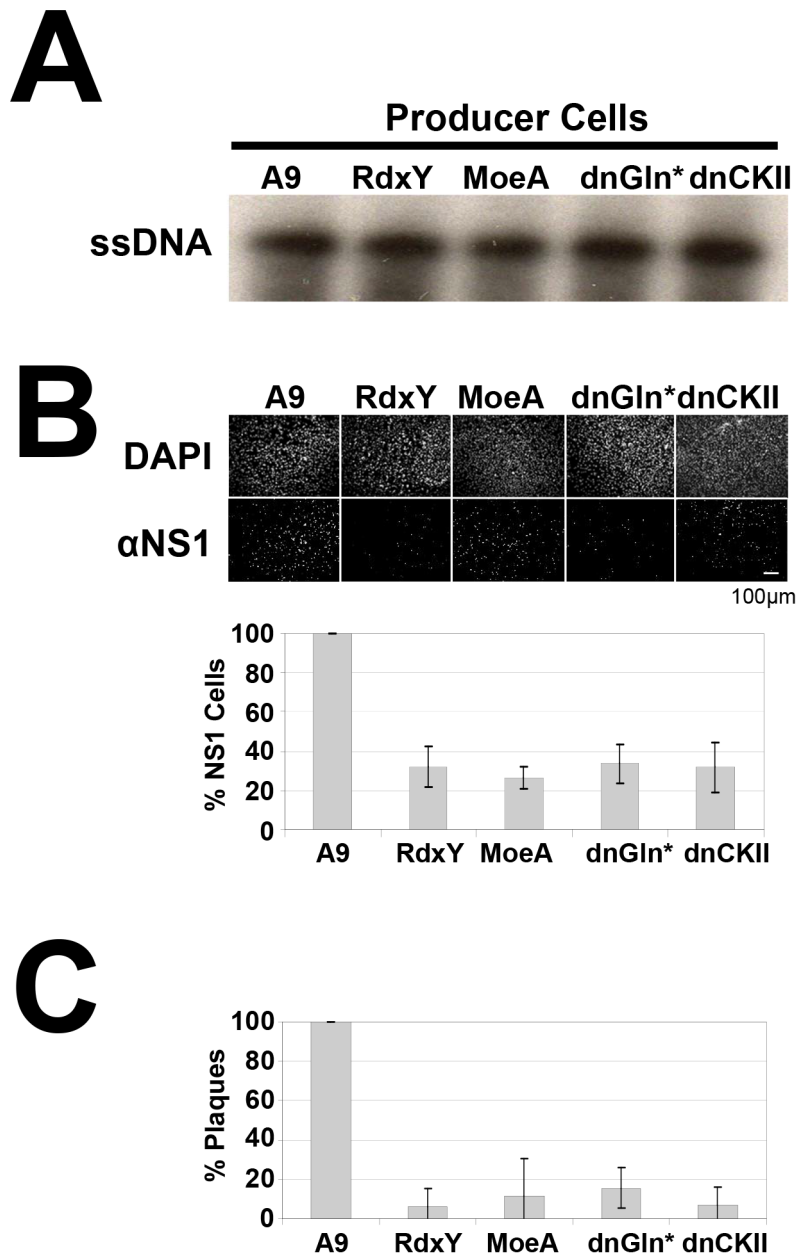 A
Producer Cells
A9 RdxY MoeA dnGln* dnCKII
ssDNA
B
A9 RdxY MoeA dnGln* dnCKII
DAPI
αNS1
100µm
% NS1 Cells
100
80
60
40
20
0
A9 RdxY MoeA dnGln* dnCKII
C
% Plaques
100
80
60
40
20
0
A9 RdxY MoeA dnGln* dnCKII